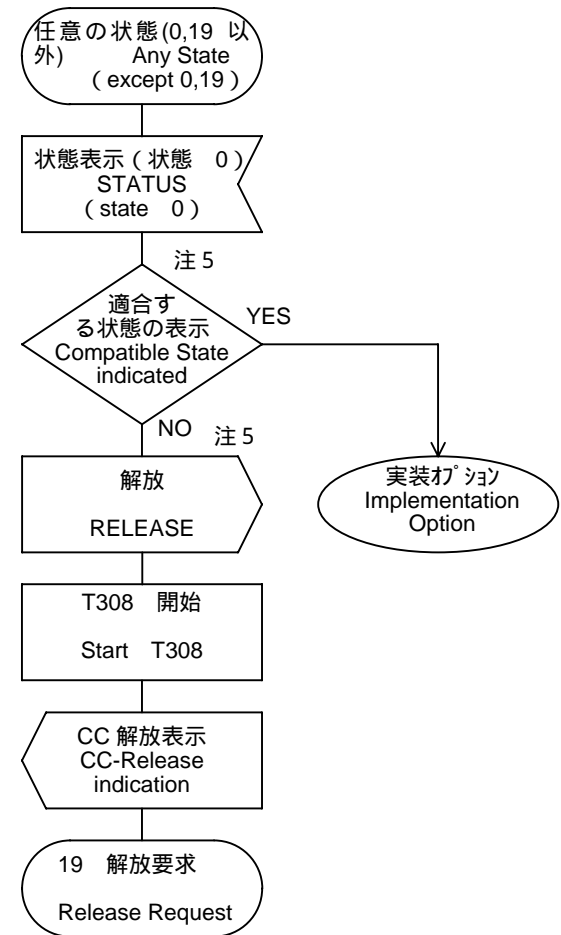 任意の状態(0,19 以
外) Any State
(except 0,19)
状態表示(状態 0)
STATUS
(state 0)
注5
適合す
る状態の表示
Compatible State
indicated
YES
NO
注5
解放
RELEASE
実装ｵﾌﾟｼｮﾝ
Implementation
Option
T308 開始
Start T308
CC 解放表示
CC-Release
indication
19 解放要求
Release Request